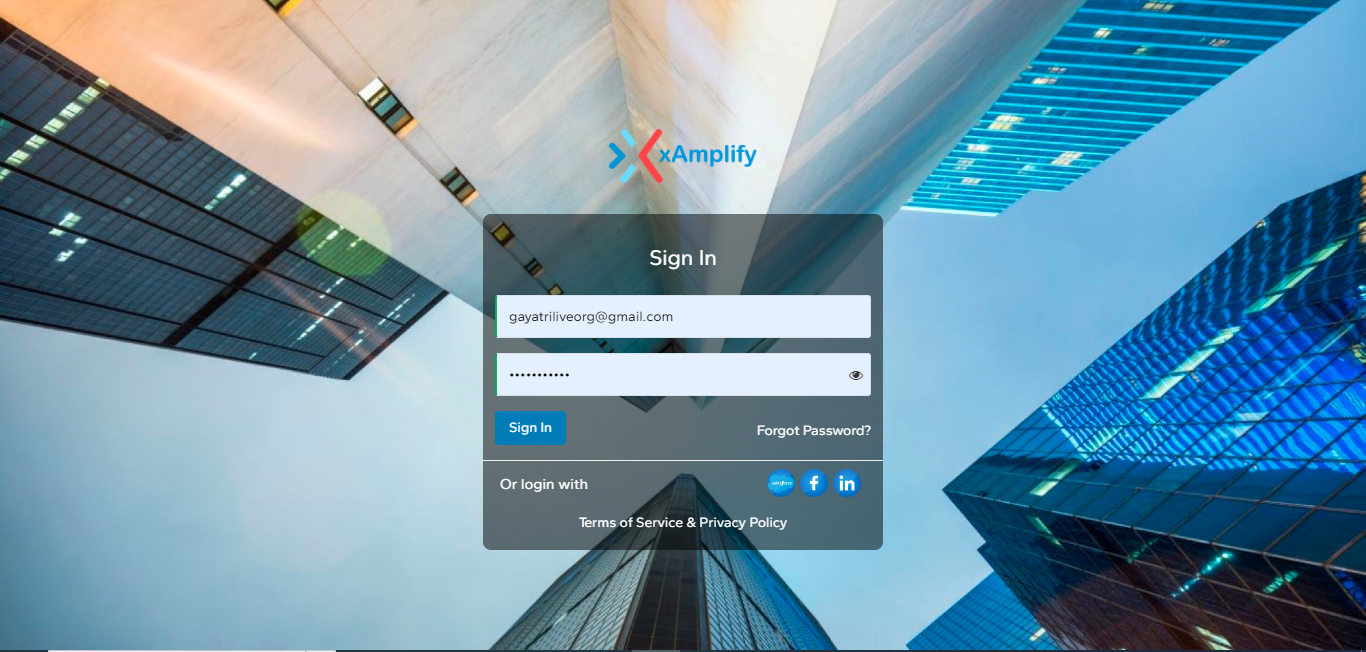 xAmplify
Sign In
gayatriliveorg@gmail.com
•••••••••••
Sign In
Forgot Password?
Or login with
salesforce
f
in
Terms of Service & Privacy Policy